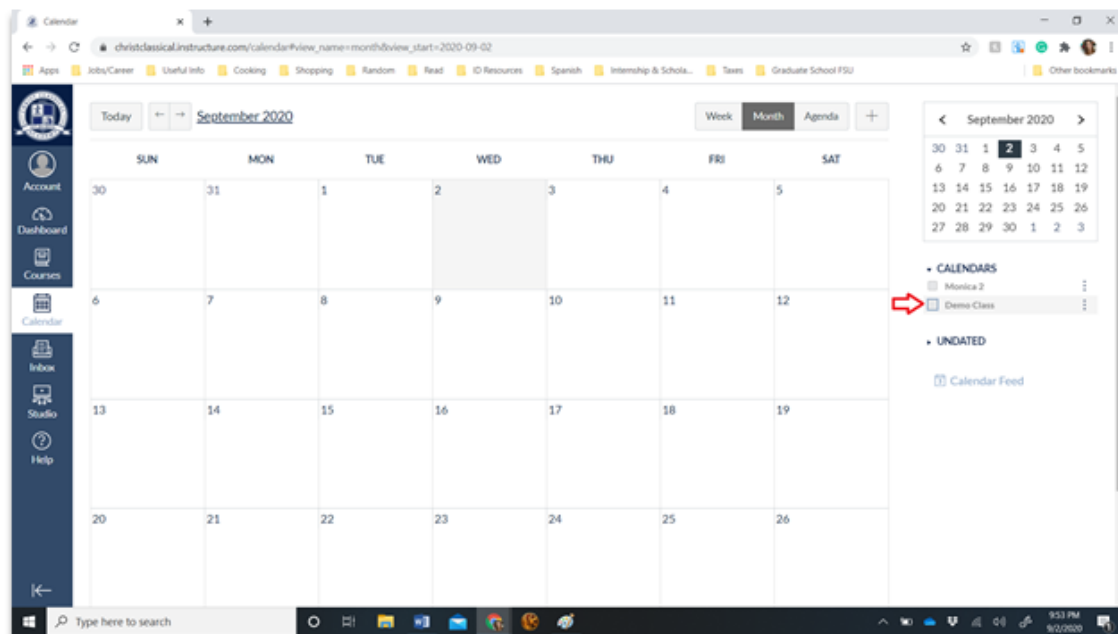 Calendar
christclassical.instructure.com/calendar#view_name=month&view_start=2020-09-02
Apps Jobs/Career Useful Info Cooking Shopping Random Read ID Resources Spanish Internship & Schola... Taxes Graduate School FSU Other bookmarks
Account
Dashboard
Courses
Calendar
Inbox
Studio
Help
Today ← → September 2020 Week Month Agenda +
SUN MON TUE WED THU FRI SAT
30 31 1 2 3 4 5
6 7 8 9 10 11 12
13 14 15 16 17 18 19
20 21 22 23 24 25 26
September 2020
30 31 1 2 3 4 5
6 7 8 9 10 11 12
13 14 15 16 17 18 19
20 21 22 23 24 25 26
27 28 29 30 1 2 3
CALENDARS
Monica 2
Demo Class
UNDATED
Calendar Feed
Type here to search
9:53 PM
9/2/2020